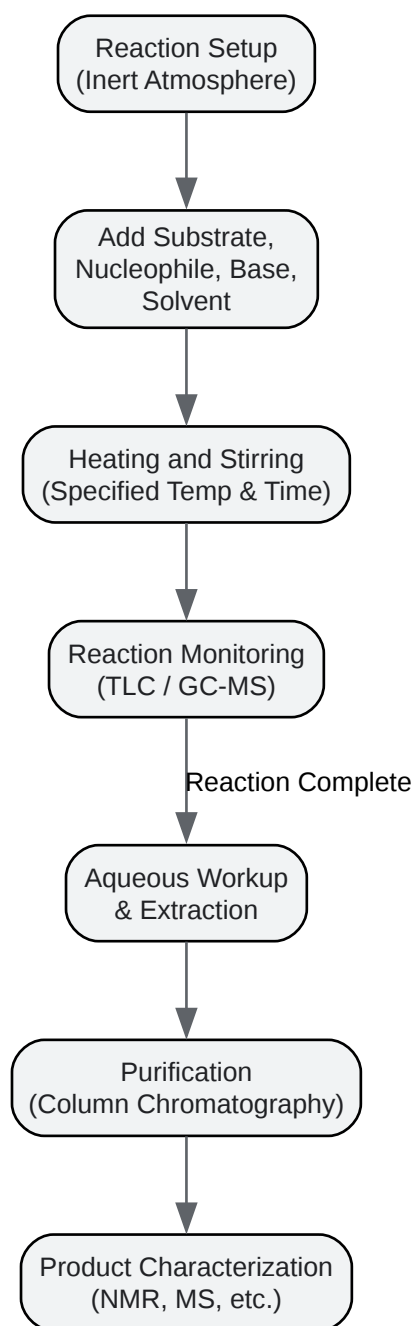 Reaction Setup
(Inert Atmosphere)
Add Substrate,
Nucleophile, Base,
Solvent
Heating and Stirring
(Specified Temp & Time)
Reaction Monitoring
(TLC / GC-MS)
Reaction Complete
Aqueous Workup
& Extraction
Purification
(Column Chromatography)
Product Characterization
(NMR, MS, etc.)